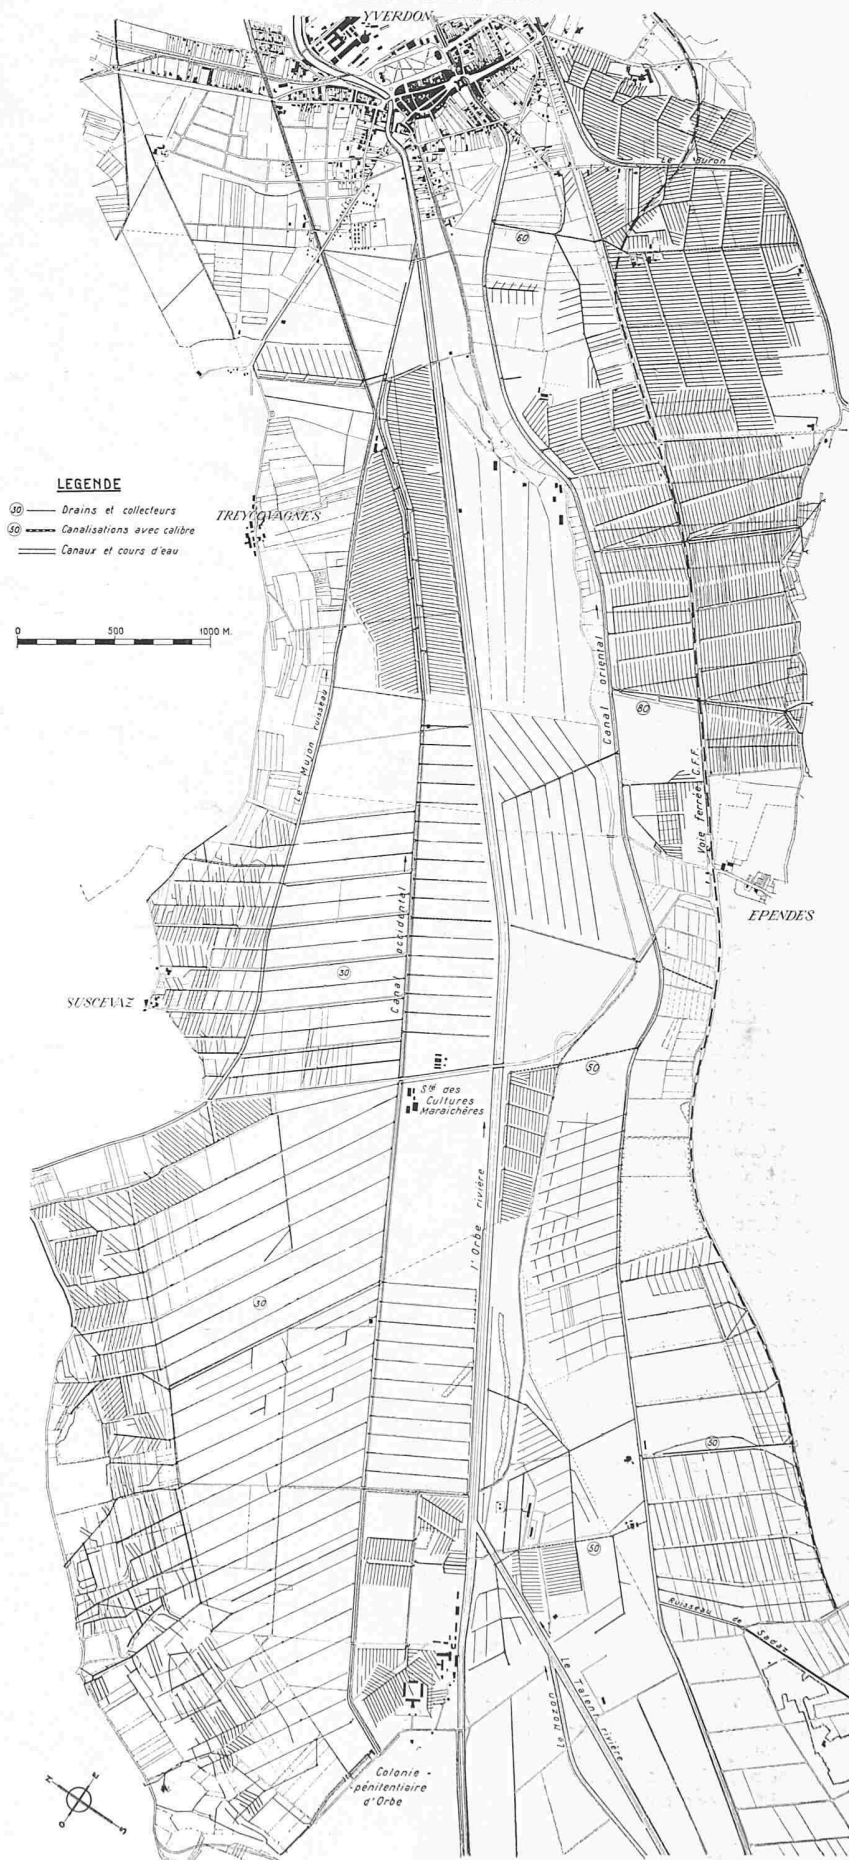 YVERDON
Le Buron
60
LEGENDE
30 Drains et collecteurs
50 Canalisations avec calibre
Canaux et cours d'eau
TREYCOVAGNES
0 500 1000 M.
Canal oriental
Le Mujon ruisseau
80
Voie ferrée C.F.F.
EPENDES
Canal occidental
30
SUSCEVAZ
50
Sté des
Cultures
Maraichères
l'Orbe rivière
30
50
50
Ruisseau de Sadaz
Le Talent rivière
Le Nozon
Colonie -
pénitentiaire
d'Orbe
N
E
O
S